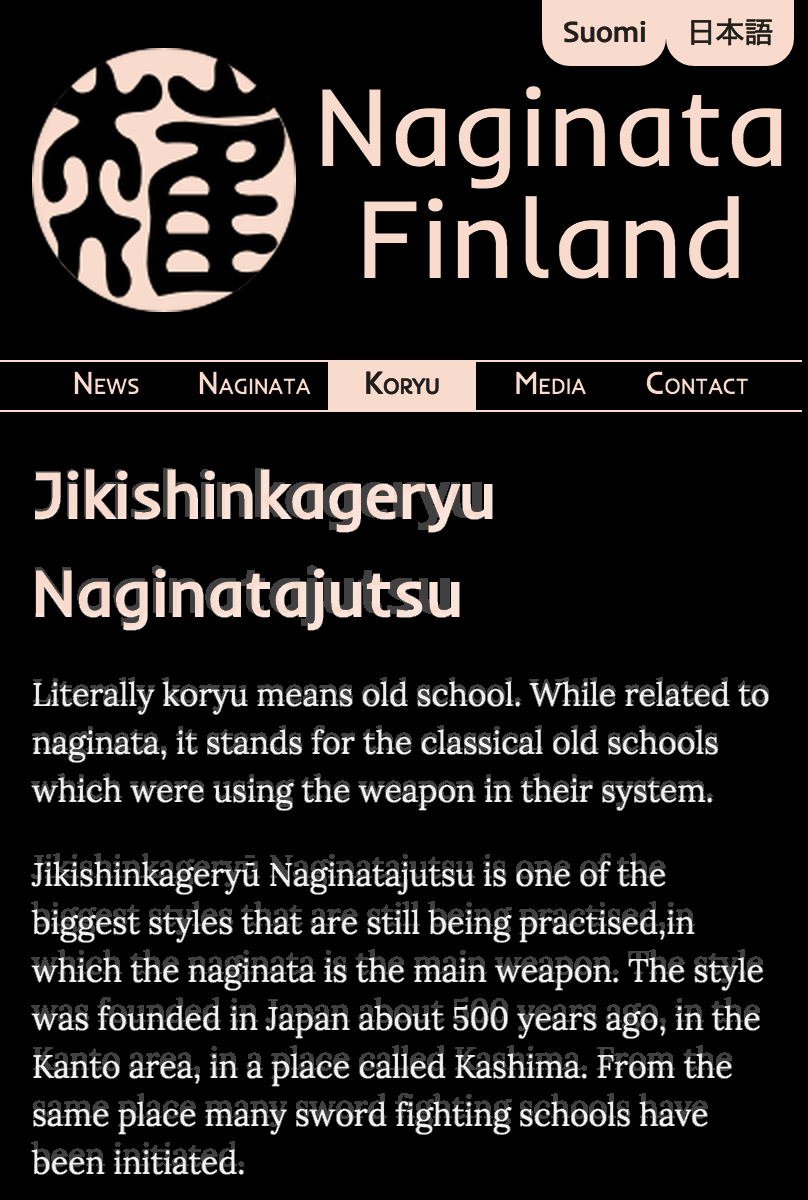 Suomi
日本語
Naginata
Finland
News Naginata Koryu Media Contact
Jikishinkageryu
Naginatajutsu
Literally koryu means old school. While related to
naginata, it stands for the classical old schools
which were using the weapon in their system.
Jikishinkageryū Naginatajutsu is one of the
biggest styles that are still being practised,in
which the naginata is the main weapon. The style
was founded in Japan about 500 years ago, in the
Kanto area, in a place called Kashima. From the
same place many sword fighting schools have
been initiated.